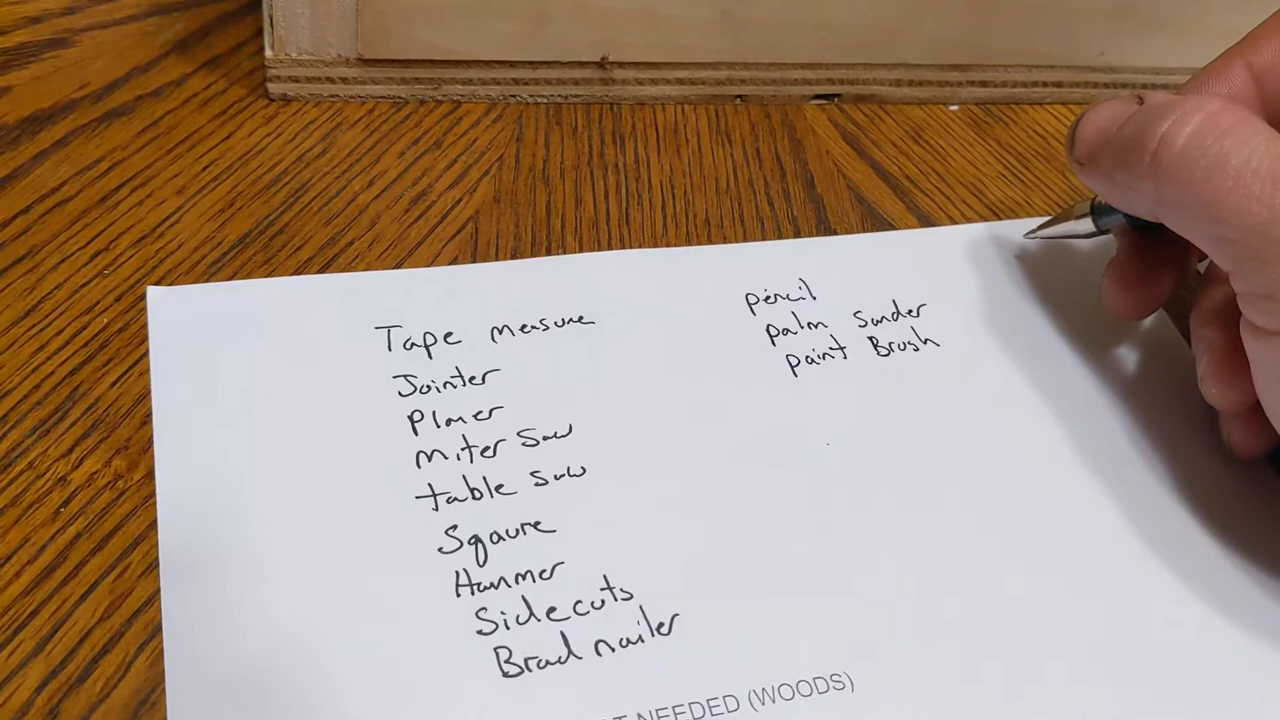 Tape measure
Jointer
Planer
miter saw
table saw
Sqaure
Hammer
Sidecuts
Brad nailer
pencil
palm sander
paint Brush
NEEDED (WOODS)